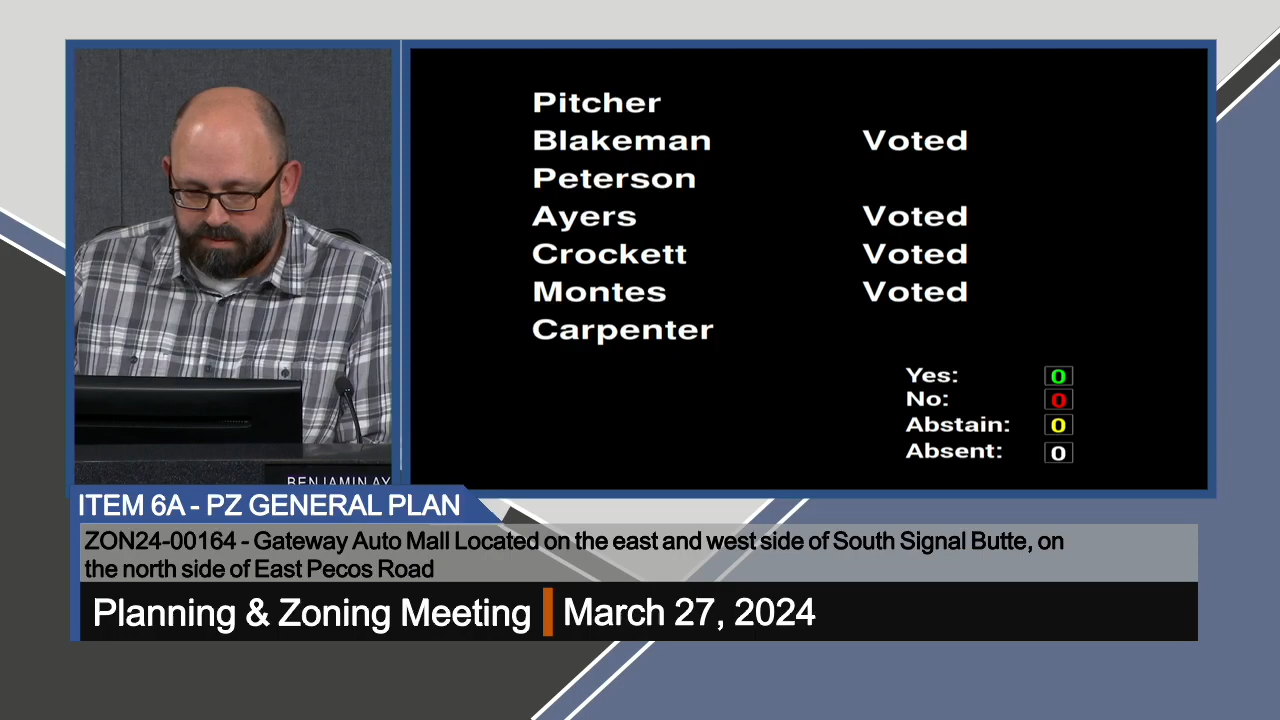 Pitcher
Blakeman Voted
Peterson
Ayers Voted
Crockett Voted
Montes Voted
Carpenter
Yes: 0
No: 0
Abstain: 0
Absent: 0
BENJAMIN AY
ITEM 6A - PZ GENERAL PLAN
ZON24-00164 - Gateway Auto Mall Located on the east and west side of South Signal Butte, on
the north side of East Pecos Road
Planning & Zoning Meeting March 27, 2024